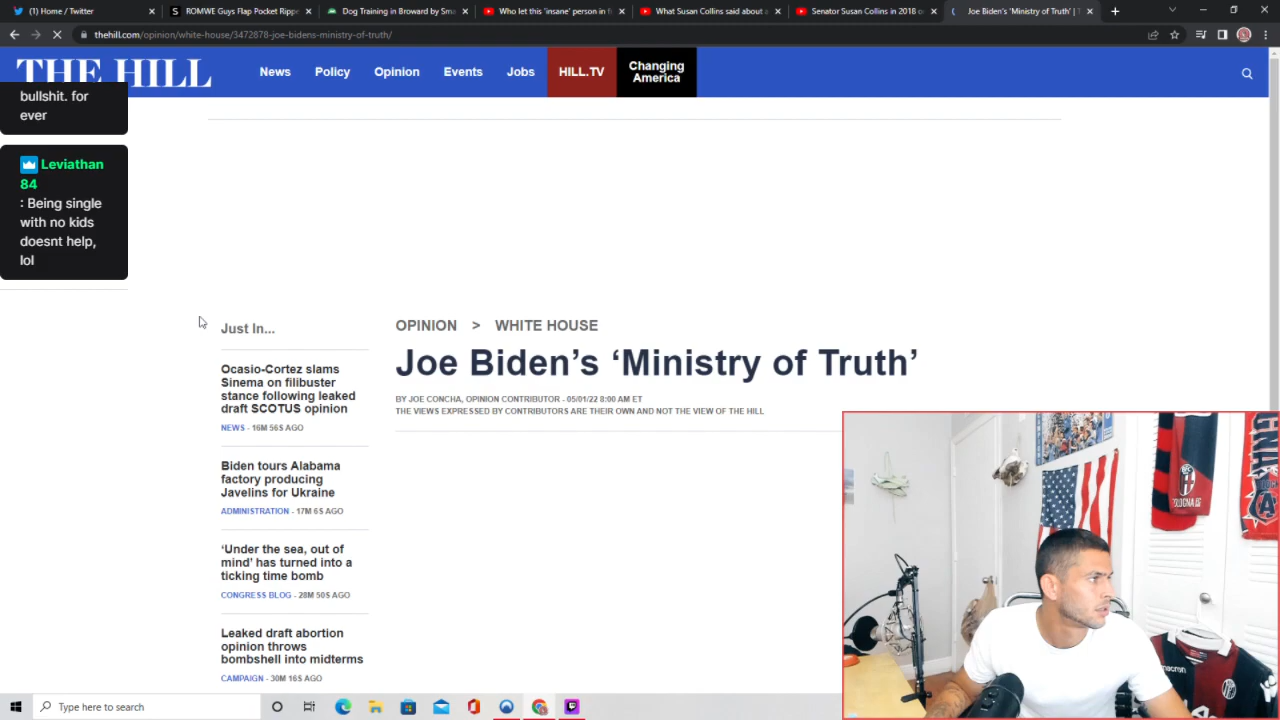 (1) Home / Twitter
ROMWE Guys Flap Pocket Rippe
Dog Training in Broward by Sma
Who let this 'insane' person in fr
What Susan Collins said about a
Senator Susan Collins in 2018 co
Joe Biden's 'Ministry of Truth' | T
thehill.com/opinion/white-house/3472878-joe-bidens-ministry-of-truth/
THE HILL
News
Policy
Opinion
Events
Jobs
HILL.TV
Changing
America
bullshit. for
ever
Leviathan
84
: Being single
with no kids
doesnt help,
lol
Just In...
Ocasio-Cortez slams
Sinema on filibuster
stance following leaked
draft SCOTUS opinion
NEWS - 16M 56S AGO
Biden tours Alabama
factory producing
Javelins for Ukraine
ADMINISTRATION - 17M 6S AGO
‘Under the sea, out of
mind’ has turned into a
ticking time bomb
CONGRESS BLOG - 28M 50S AGO
Leaked draft abortion
opinion throws
bombshell into midterms
CAMPAIGN - 30M 16S AGO
OPINION > WHITE HOUSE
Joe Biden’s ‘Ministry of Truth’
BY JOE CONCHA, OPINION CONTRIBUTOR - 05/01/22 8:00 AM ET
THE VIEWS EXPRESSED BY CONTRIBUTORS ARE THEIR OWN AND NOT THE VIEW OF THE HILL
BOLOGNA
macron
Type here to search